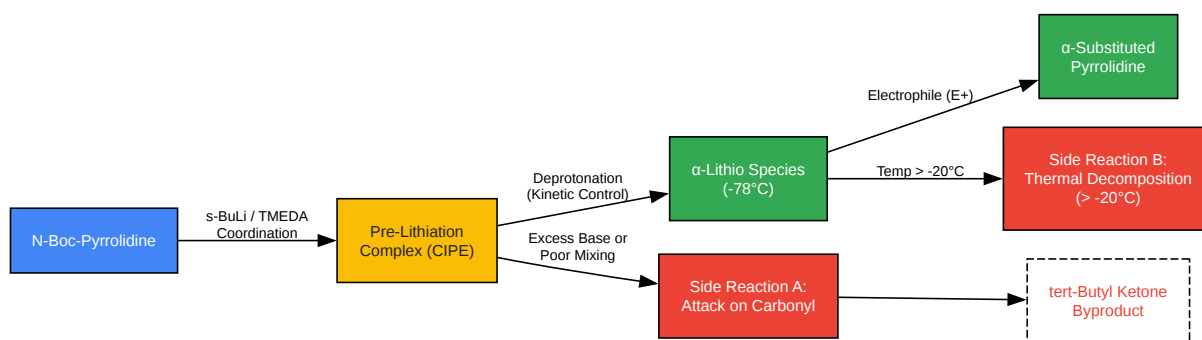 N-Boc-Pyrrolidine
s-BuLi / TMEDA
Coordination
Pre-Lithiation
Complex (CIPE)
Deprotonation
(Kinetic Control)
Excess Base or
Poor Mixing
α-Lithio Species
(-78°C)
Side Reaction A:
Attack on Carbonyl
Electrophile (E+)
Temp > -20°C
α-Substituted
Pyrrolidine
Side Reaction B:
Thermal Decomposition
(> -20°C)
tert-Butyl Ketone
Byproduct